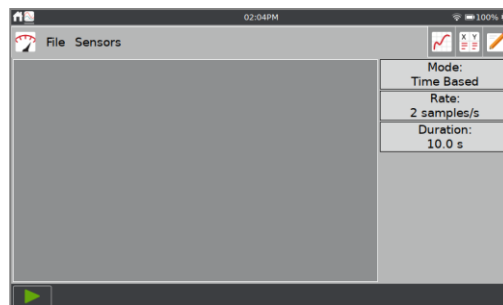 02:04PM
100%
File Sensors
X Y
Mode:
Time Based
Rate:
2 samples/s
Duration:
10.0 s